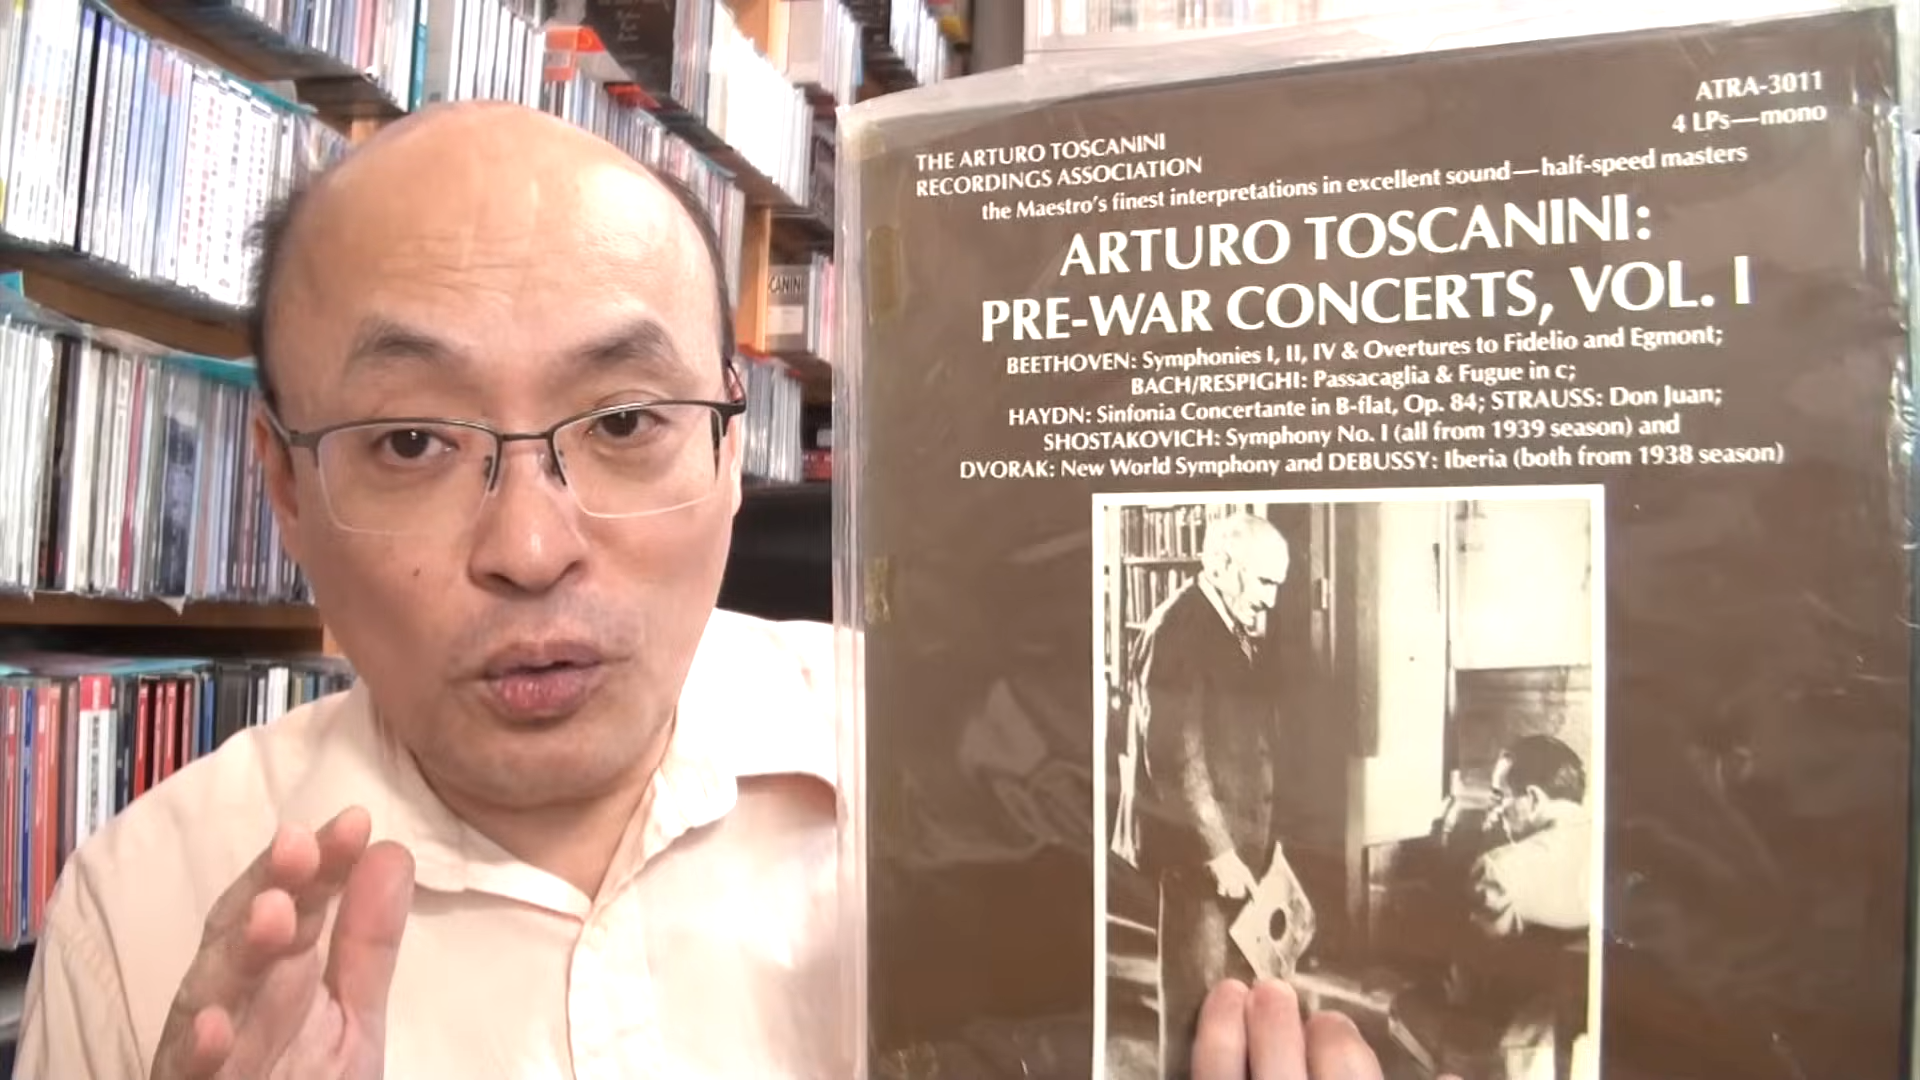 ATRA-3011
4 LPs—mono
THE ARTURO TOSCANINI
RECORDINGS ASSOCIATION
the Maestro's finest interpretations in excellent sound—half-speed masters
ARTURO TOSCANINI:
PRE-WAR CONCERTS, VOL. I
BEETHOVEN: Symphonies I, II, IV & Overtures to Fidelio and Egmont;
BACH/RESPIGHI: Passacaglia & Fugue in c;
HAYDN: Sinfonia Concertante in B-flat, Op. 84; STRAUSS: Don Juan;
SHOSTAKOVICH: Symphony No. I (all from 1939 season) and
DVORAK: New World Symphony and DEBUSSY: Iberia (both from 1938 season)
CANINI